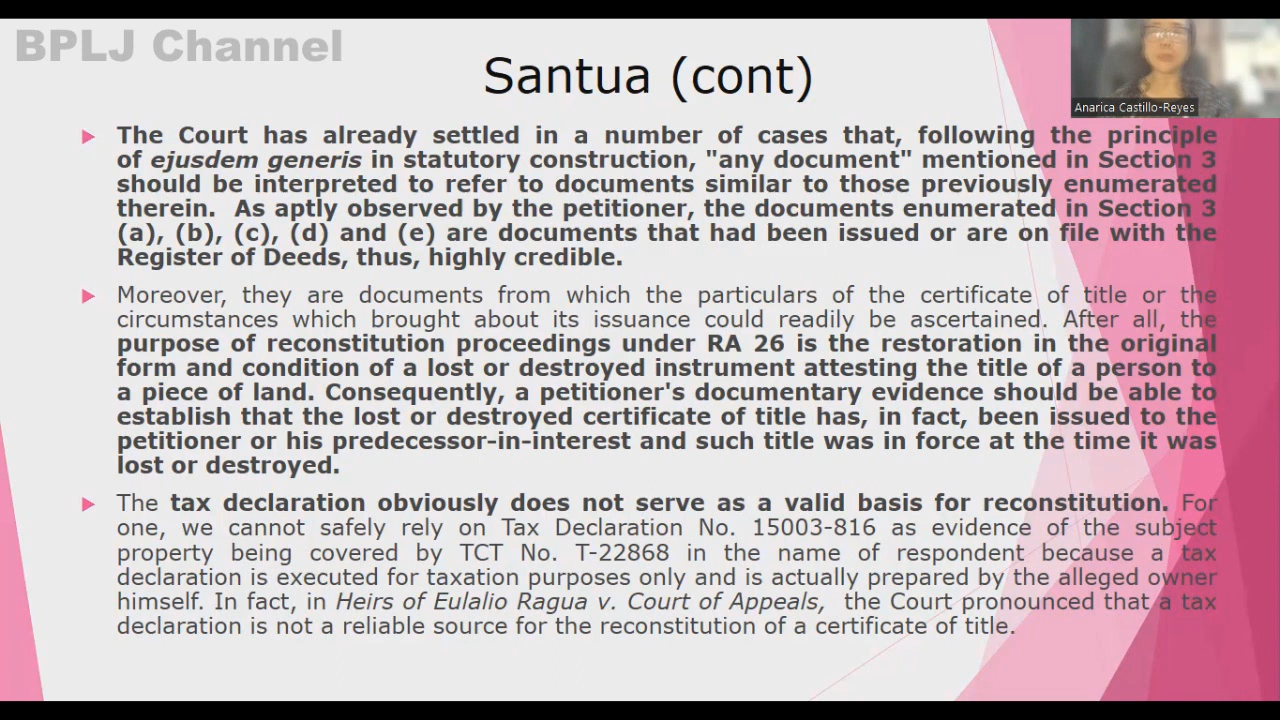 BPLJ Channel
Santua (cont)
Anarica Castillo-Reyes
The Court has already settled in a number of cases that, following the principle
of ejusdem generis in statutory construction, "any document" mentioned in Section 3
should be interpreted to refer to documents similar to those previously enumerated
therein. As aptly observed by the petitioner, the documents enumerated in Section 3
(a), (b), (c), (d) and (e) are documents that had been issued or are on file with the
Register of Deeds, thus, highly credible.
Moreover, they are documents from which the particulars of the certificate of title or the
circumstances which brought about its issuance could readily be ascertained. After all, the
purpose of reconstitution proceedings under RA 26 is the restoration in the original
form and condition of a lost or destroyed instrument attesting the title of a person to
a piece of land. Consequently, a petitioner's documentary evidence should be able to
establish that the lost or destroyed certificate of title has, in fact, been issued to the
petitioner or his predecessor-in-interest and such title was in force at the time it was
lost or destroyed.
The tax declaration obviously does not serve as a valid basis for reconstitution. For
one, we cannot safely rely on Tax Declaration No. 15003-816 as evidence of the subject
property being covered by TCT No. T-22868 in the name of respondent because a tax
declaration is executed for taxation purposes only and is actually prepared by the alleged owner
himself. In fact, in Heirs of Eulalio Ragua v. Court of Appeals, the Court pronounced that a tax
declaration is not a reliable source for the reconstitution of a certificate of title.